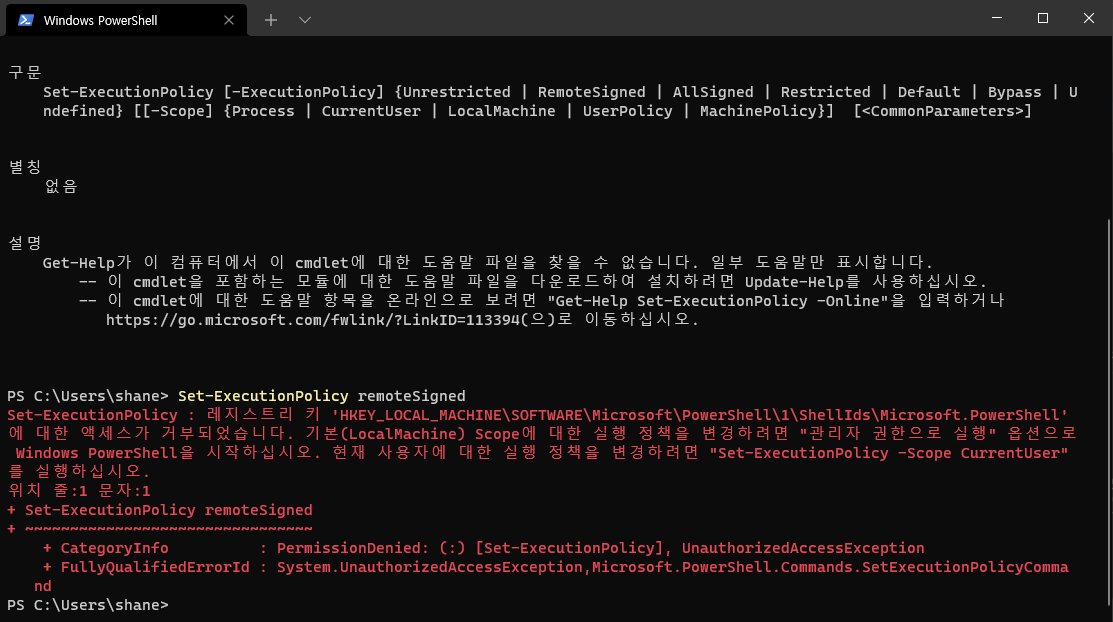 Windows PowerShell
구문
Set-ExecutionPolicy [-ExecutionPolicy] {Unrestricted | RemoteSigned | AllSigned | Restricted | Default | Bypass | U
ndefined} [[-Scope] {Process | CurrentUser | LocalMachine | UserPolicy | MachinePolicy}]  [<CommonParameters>]
별칭
없음
설명
Get-Help가 이 컴퓨터에서 이 cmdlet에 대한 도움말 파일을 찾을 수 없습니다. 일부 도움말만 표시합니다.
-- 이 cmdlet을 포함하는 모듈에 대한 도움말 파일을 다운로드하여 설치하려면 Update-Help를 사용하십시오.
-- 이 cmdlet에 대한 도움말 항목을 온라인으로 보려면 "Get-Help Set-ExecutionPolicy -Online"을 입력하거나
https://go.microsoft.com/fwlink/?LinkID=113394(으)로 이동하십시오.
PS C:\Users\shane> Set-ExecutionPolicy remoteSigned
Set-ExecutionPolicy : 레지스트리 키 'HKEY_LOCAL_MACHINE\SOFTWARE\Microsoft\PowerShell\1\ShellIds\Microsoft.PowerShell'
에 대한 액세스가 거부되었습니다. 기본(LocalMachine) Scope에 대한 실행 정책을 변경하려면 "관리자 권한으로 실행" 옵션으로
Windows PowerShell을 시작하십시오. 현재 사용자에 대한 실행 정책을 변경하려면 "Set-ExecutionPolicy -Scope CurrentUser"
를 실행하십시오.
위치 줄:1 문자:1
+ Set-ExecutionPolicy remoteSigned
+ ~~~~~~~~~~~~~~~~~~~~~~~~~~~~~~~~
+ CategoryInfo          : PermissionDenied: (:) [Set-ExecutionPolicy], UnauthorizedAccessException
+ FullyQualifiedErrorId : System.UnauthorizedAccessException,Microsoft.PowerShell.Commands.SetExecutionPolicyComma
nd
PS C:\Users\shane>